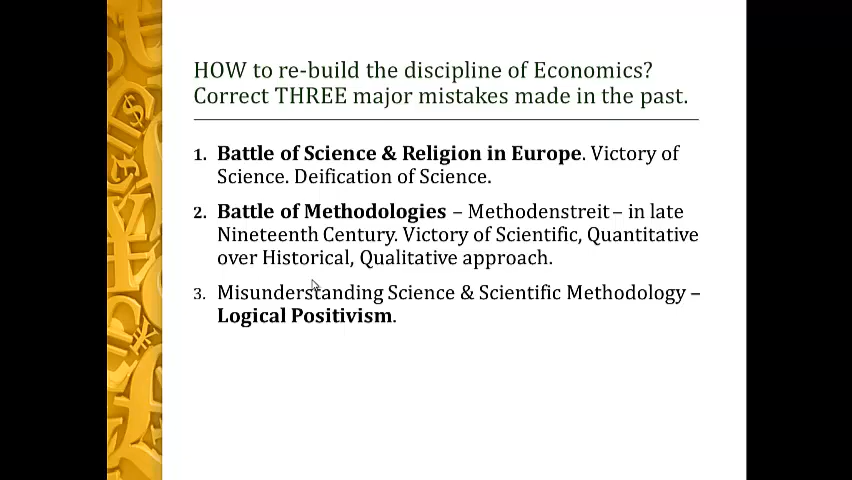 HOW to re-build the discipline of Economics?
Correct THREE major mistakes made in the past.
1. Battle of Science & Religion in Europe. Victory of
Science. Deification of Science.
2. Battle of Methodologies – Methodenstreit – in late
Nineteenth Century. Victory of Scientific, Quantitative
over Historical, Qualitative approach.
3. Misunderstanding Science & Scientific Methodology –
Logical Positivism.